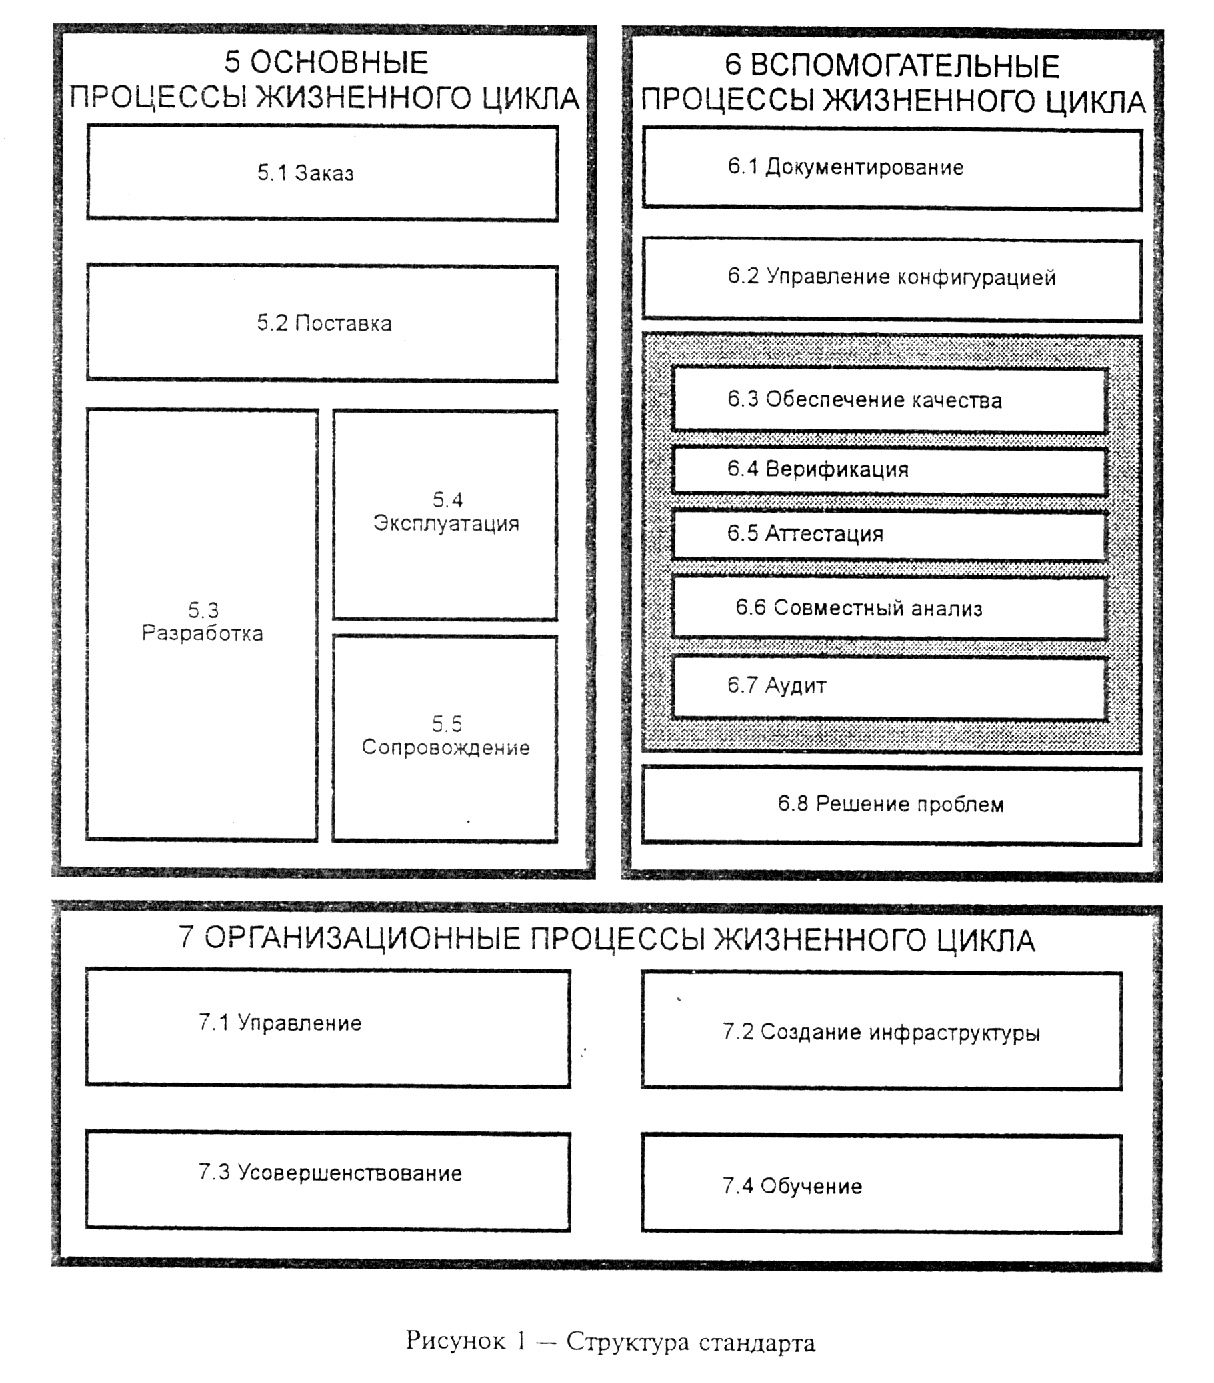 5 ОСНОВНЫЕ
ПРОЦЕССЫ ЖИЗНЕННОГО ЦИКЛА
5.1 Заказ
5.2 Поставка
5.3
Разработка
5.4
Эксплуатация
5.5
Сопровождение
6 ВСПОМОГАТЕЛЬНЫЕ
ПРОЦЕССЫ ЖИЗНЕННОГО ЦИКЛА
6.1 Документирование
6.2 Управление конфигурацией
6.3 Обеспечение качества
6.4 Верификация
6.5 Аттестация
6.6 Совместный анализ
6.7 Аудит
6.8 Решение проблем
7 ОРГАНИЗАЦИОННЫЕ ПРОЦЕССЫ ЖИЗНЕННОГО ЦИКЛА
7.1 Управление
7.2 Создание инфраструктуры
7.3 Усовершенствование
7.4 Обучение
Рисунок 1 — Структура стандарта